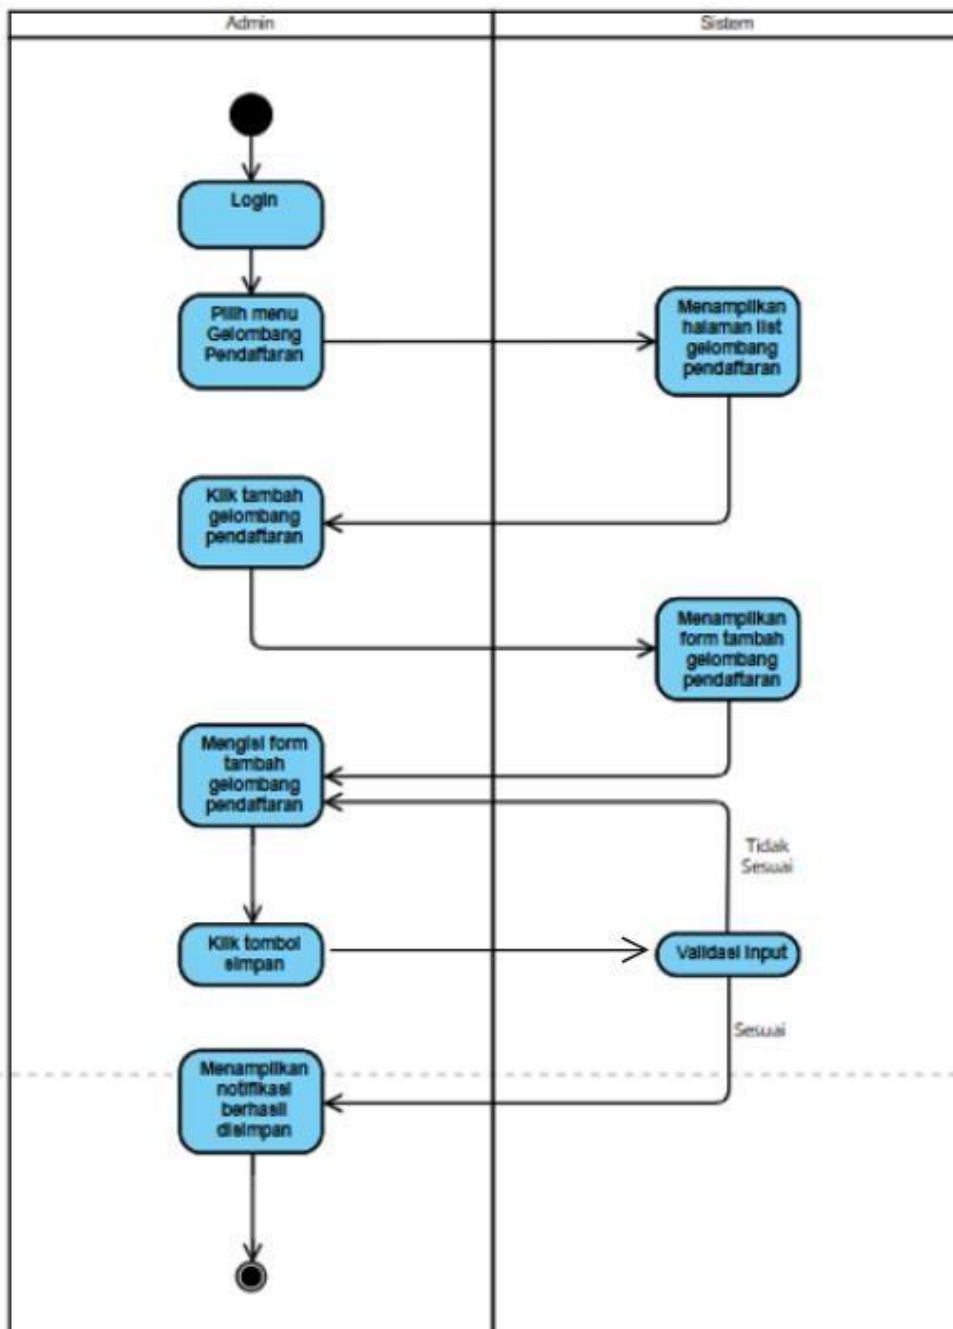 Admin
Sistem
Login
Pilih menu
Gelombang
Pendaftaran
Menampilkan
halaman list
gelombang
pendaftaran
Klik tambah
gelombang
pendaftaran
Menampilkan
form tambah
gelombang
pendaftaran
Mengisi form
tambah
gelombang
pendaftaran
Tidak
Sesuai
Klik tombol
simpan
Validasi input
Sesuai
Menampilkan
notifikasi
berhasil
disimpan